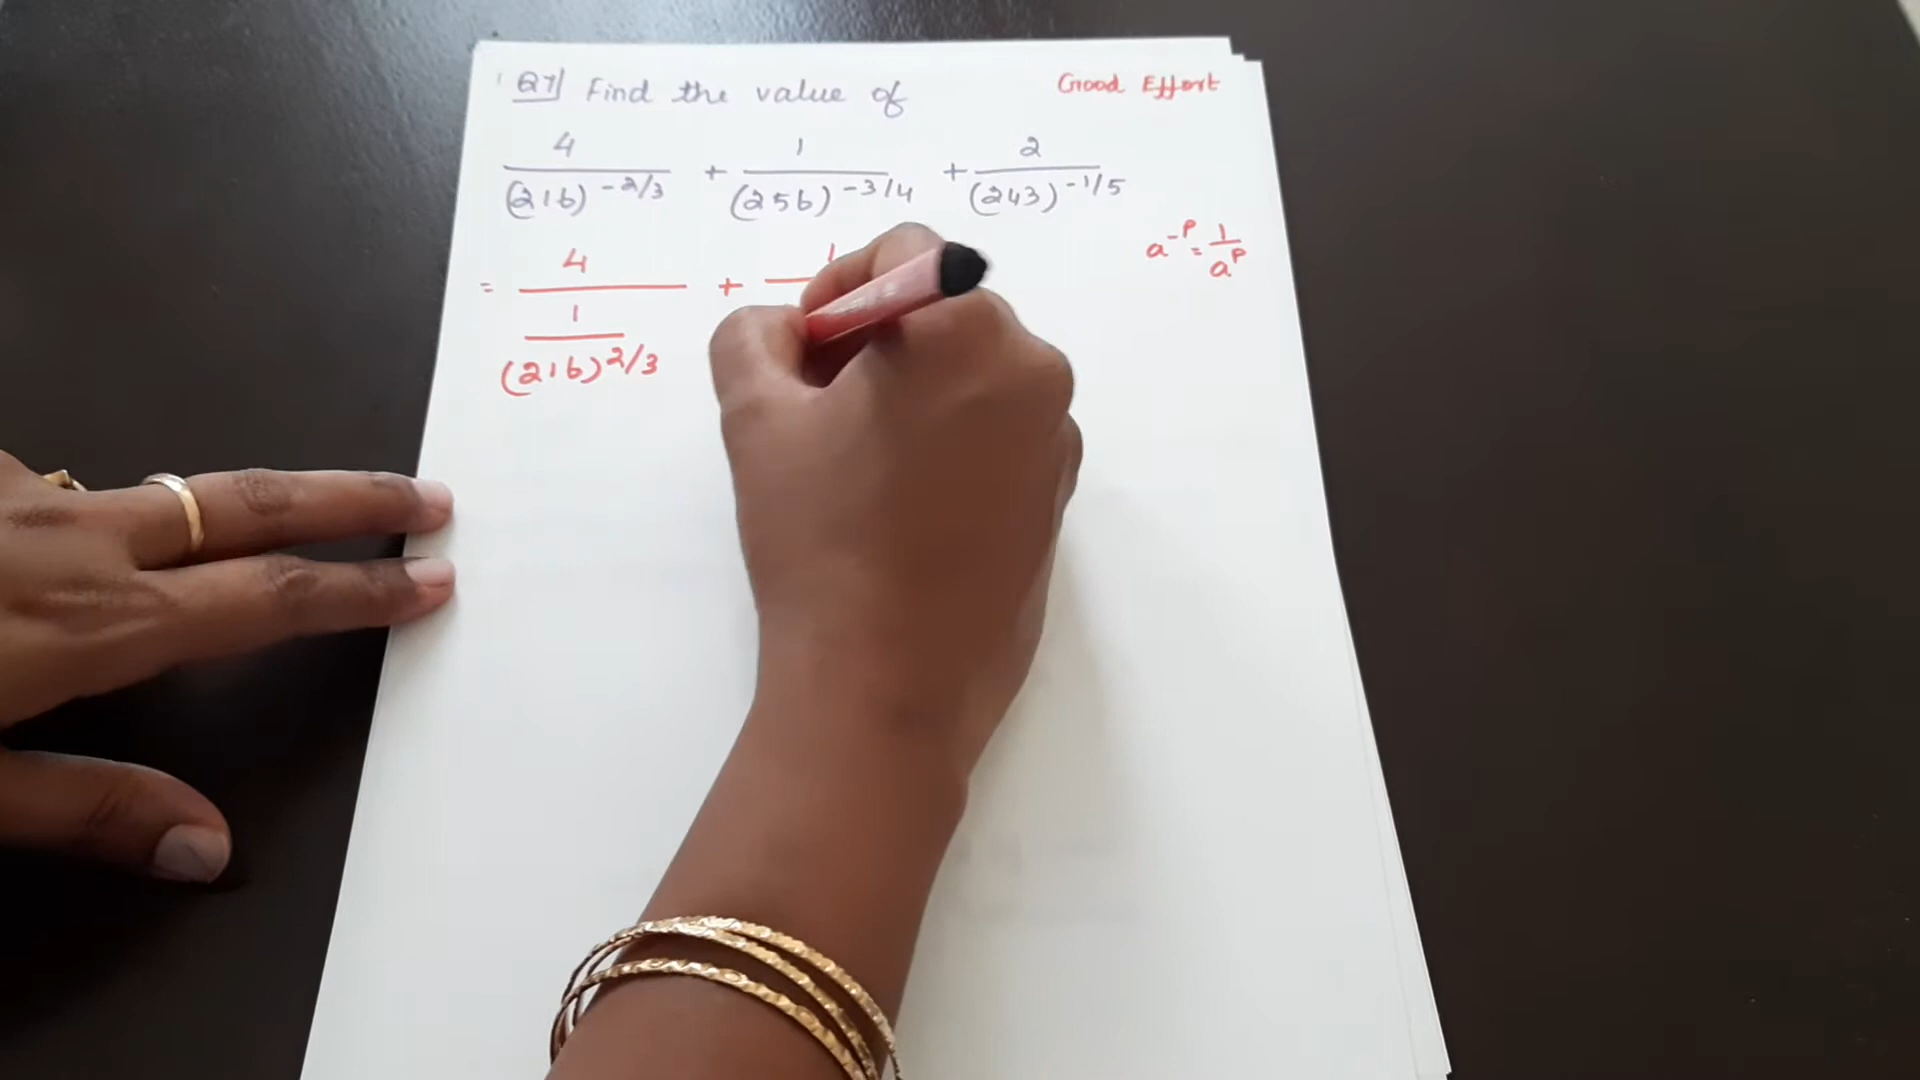 Q7| Find the value of
Good Effort
4/(216)^-2/3 + 1/(256)^-3/4 + 2/(243)^-1/5
a^-P = 1/a^P
= 4/(1/(216)^2/3) + 1